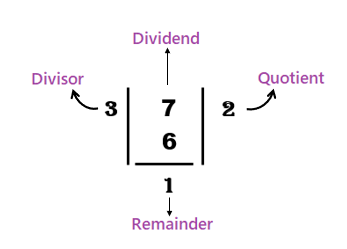 Dividend
Divisor
Quotient
3 7 2
6
1
Remainder